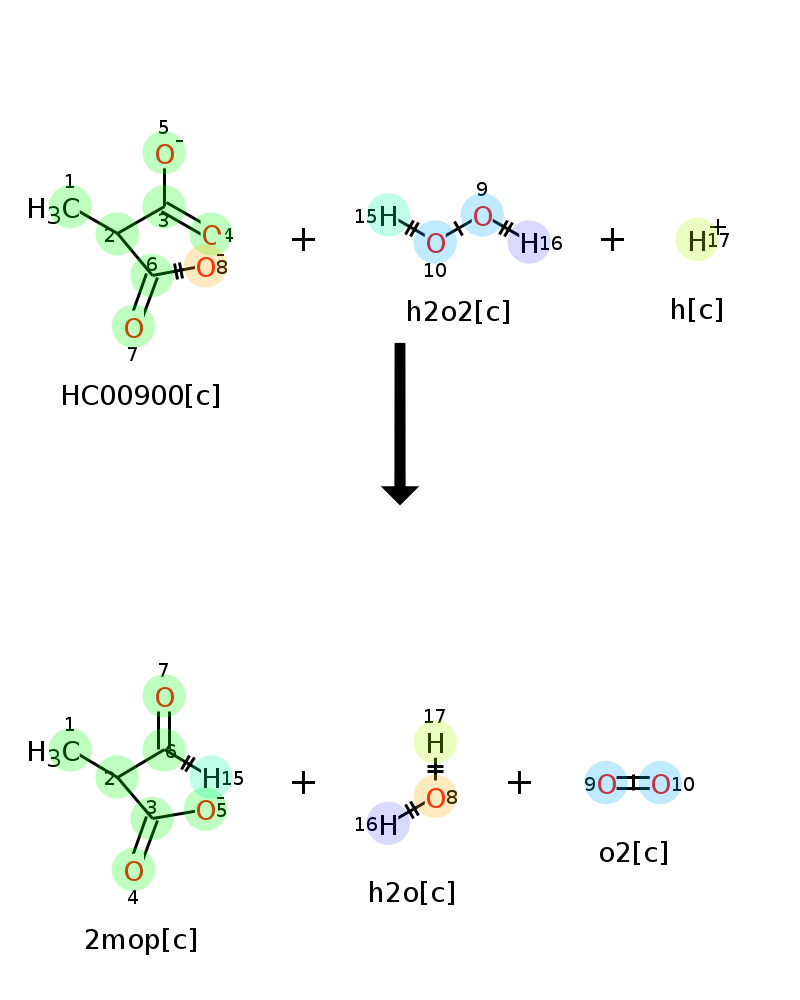 5
O-
1
H3C
2
3
O 4
6
O- 8
O
7
HC00900[c]
+
15 H
O
10
9
O
H 16
h2o2[c]
+
H+ 17
h[c]
7
O
1
H3C
2
6
H 15
3
O- 5
O
4
2mop[c]
+
17
H
O 8
16 H
h2o[c]
+
9 O
O 10
o2[c]